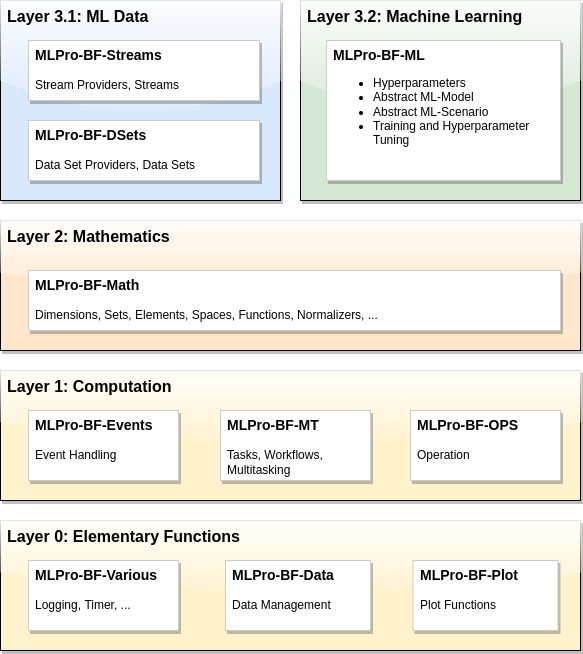 Layer 3.1: ML Data
MLPro-BF-Streams
Stream Providers, Streams
MLPro-BF-DSets
Data Set Providers, Data Sets
Layer 3.2: Machine Learning
MLPro-BF-ML
• Hyperparameters
• Abstract ML-Model
• Abstract ML-Scenario
• Training and Hyperparameter
Tuning
Layer 2: Mathematics
MLPro-BF-Math
Dimensions, Sets, Elements, Spaces, Functions, Normalizers, ...
Layer 1: Computation
MLPro-BF-Events
Event Handling
MLPro-BF-MT
Tasks, Workflows,
Multitasking
MLPro-BF-OPS
Operation
Layer 0: Elementary Functions
MLPro-BF-Various
Logging, Timer, ...
MLPro-BF-Data
Data Management
MLPro-BF-Plot
Plot Functions